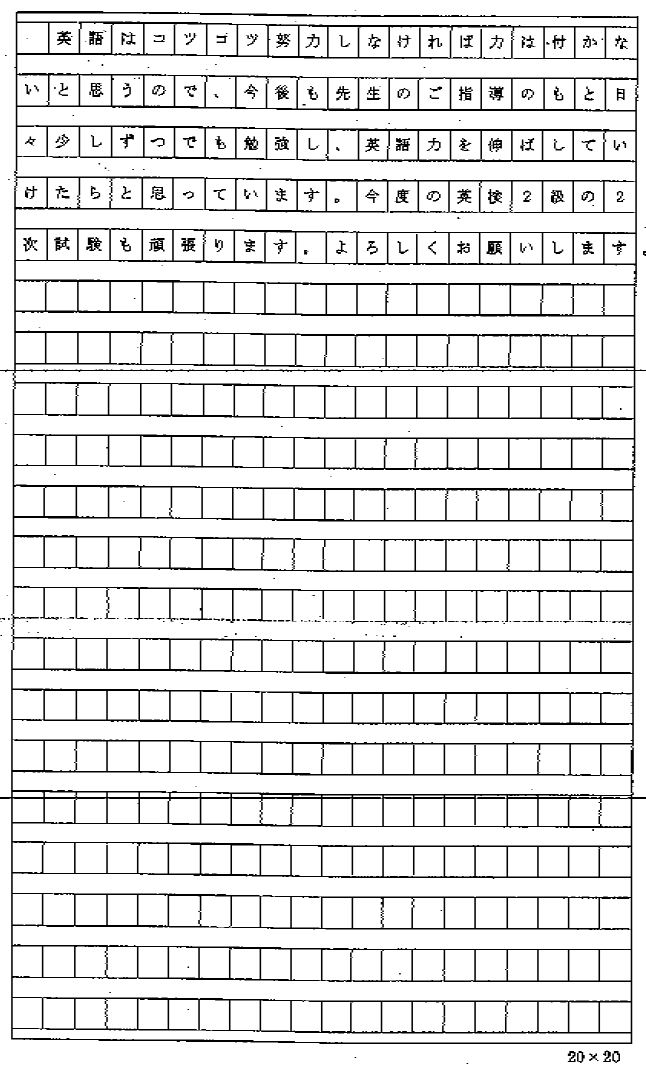 英語はコツゴツ努力しなければ力は付かな
いと思うので、今後も先生のご指導のもと日
々少しずつでも勉強し、英語力を伸ばしてい
けたらと思っています。今度の英検２級の２
次試験も頑張ります。よろしくお願いします。
20×20